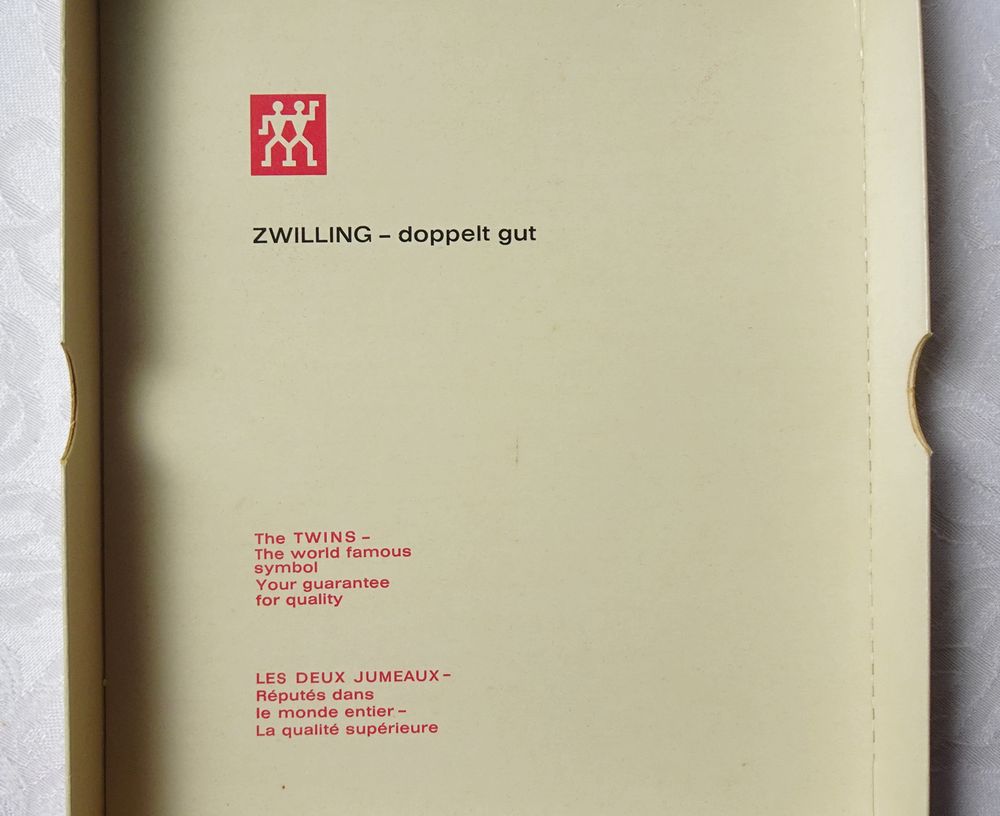 ZWILLING – doppelt gut
The TWINS –
The world famous
symbol
Your guarantee
for quality
LES DEUX JUMEAUX –
Réputés dans
le monde entier –
La qualité supérieure